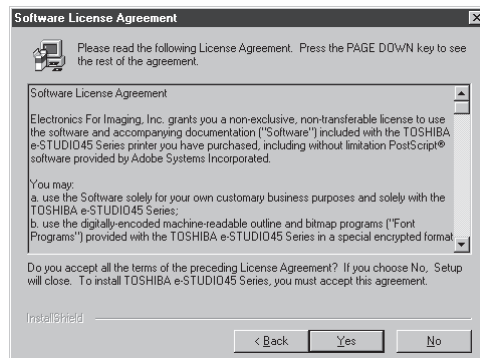 Software License Agreement
Please read the following License Agreement. Press the PAGE DOWN key to see
the rest of the agreement.
Software License Agreement
Electronics For Imaging, Inc. grants you a non-exclusive, non-transferable license to use
the software and accompanying documentation ("Software") included with the TOSHIBA
e-STUDIO45 Series printer you have purchased, including without limitation PostScript®
software provided by Adobe Systems Incorporated.
You may:
a. use the Software solely for your own customary business purposes and solely with the
TOSHIBA e-STUDIO45 Series;
b. use the digitally-encoded machine-readable outline and bitmap programs ("Font
Programs") provided with the TOSHIBA e-STUDIO45 Series in a special encrypted format
Do you accept all the terms of the preceding License Agreement? If you choose No, Setup
will close. To install TOSHIBA e-STUDIO45 Series, you must accept this agreement.
InstallShield
< Back Yes No